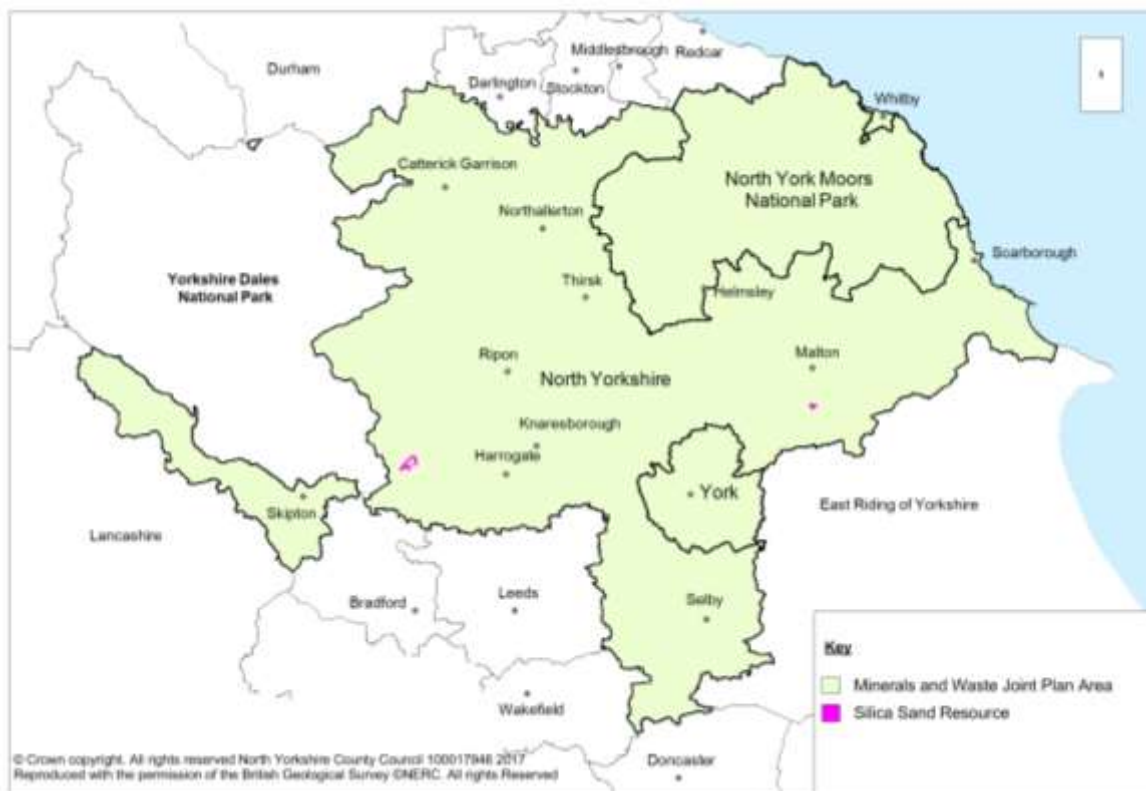 Durham
Middlesbrough
Redcar
Darlington
Stockton
Whitby
Catterick Garrison
North York Moors
National Park
Northallerton
Scarborough
Yorkshire Dales
National Park
Thirsk
Helmsley
Ripon
North Yorkshire
Malton
Knaresborough
Harrogate
York
Skipton
East Riding of Yorkshire
Lancashire
Bradford
Leeds
Selby
Key
Minerals and Waste Joint Plan Area
Silica Sand Resource
Wakefield
Doncaster
© Crown copyright. All rights reserved North Yorkshire County Council 100017946 2017
Reproduced with the permission of the British Geological Survey ©NERC. All rights Reserved